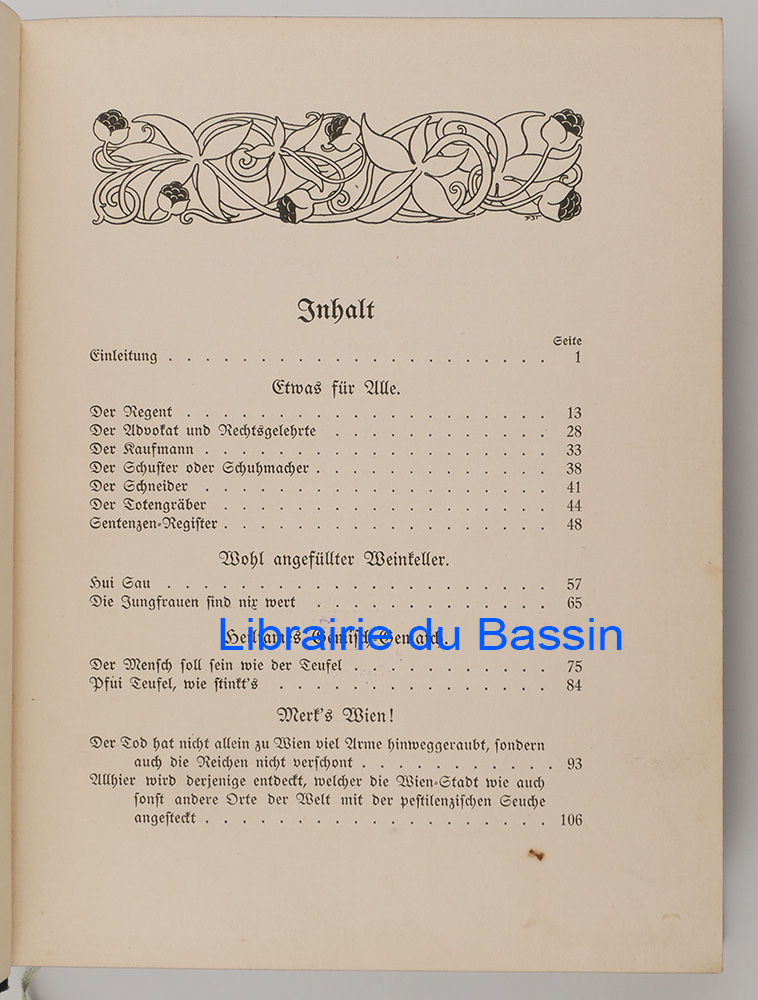 Inhalt
Seite
Einleitung . . . . . . . . . . . . . . . . . . . . . 1
Etwas für Alle.
Der Regent . . . . . . . . . . . . . . . . . . . . 13
Der Advokat und Rechtsgelehrte . . . . . . . . . . . . 28
Der Kaufmann . . . . . . . . . . . . . . . . . . . 33
Der Schuster oder Schuhmacher . . . . . . . . . . . . . 38
Der Schneider . . . . . . . . . . . . . . . . . . . 41
Der Totengräber . . . . . . . . . . . . . . . . . . 44
Sentenzen-Register . . . . . . . . . . . . . . . . . . 48
Wohl angefüllter Weinkeller.
Hui Sau . . . . . . . . . . . . . . . . . . . . . 57
Die Jungfrauen sind nix wert . . . . . . . . . . . . . 65
Heilsames Gemisch-Gemasch.
Librairie du Bassin
Der Mensch soll sein wie der Teufel . . . . . . . . . . . 75
Pfui Teufel, wie stinkt's . . . . . . . . . . . . . . . 84
Merk's Wien!
Der Tod hat nicht allein zu Wien viel Arme hinweggeraubt, sondern
auch die Reichen nicht verschont . . . . . . . . . . . 93
Allhier wird derjenige entdeckt, welcher die Wien-Stadt wie auch
sonst andere Orte der Welt mit der pestilenzischen Seuche
angesteckt . . . . . . . . . . . . . . . . . . . 106